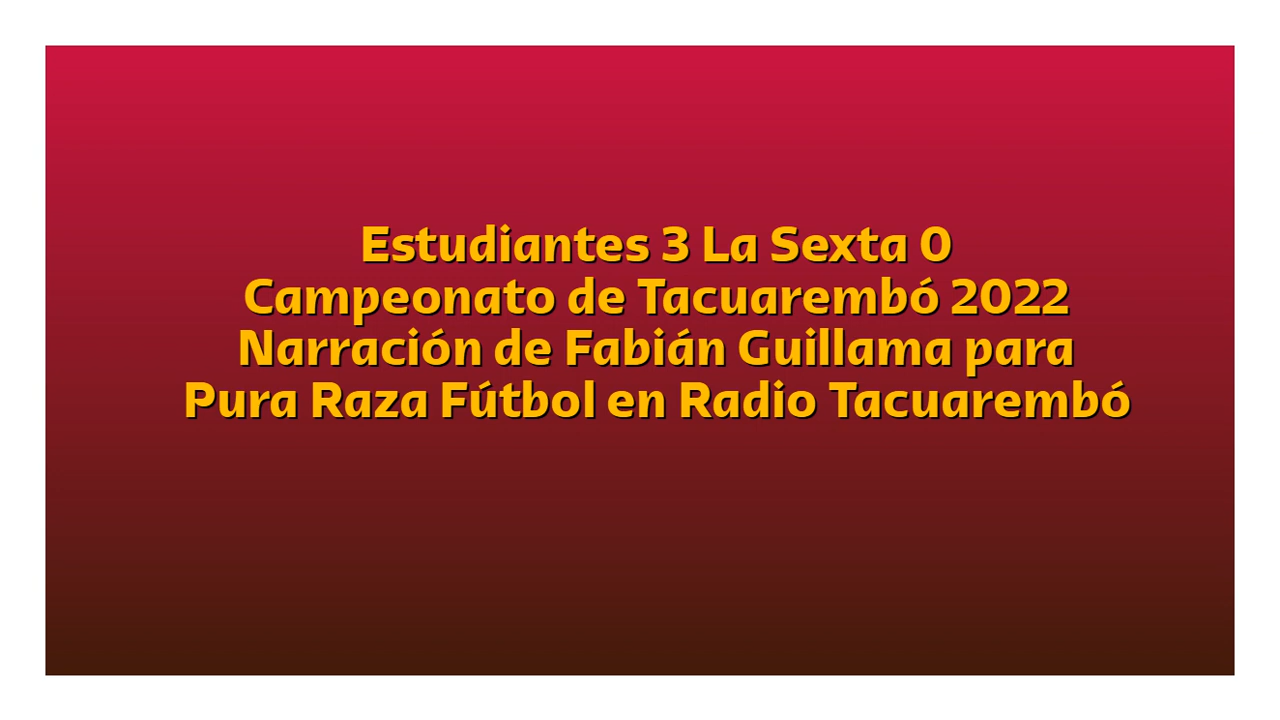 Estudiantes 3 La Sexta 0
Campeonato de Tacuarembó 2022
Narración de Fabián Guillama para
Pura Raza Fútbol en Radio Tacuarembó